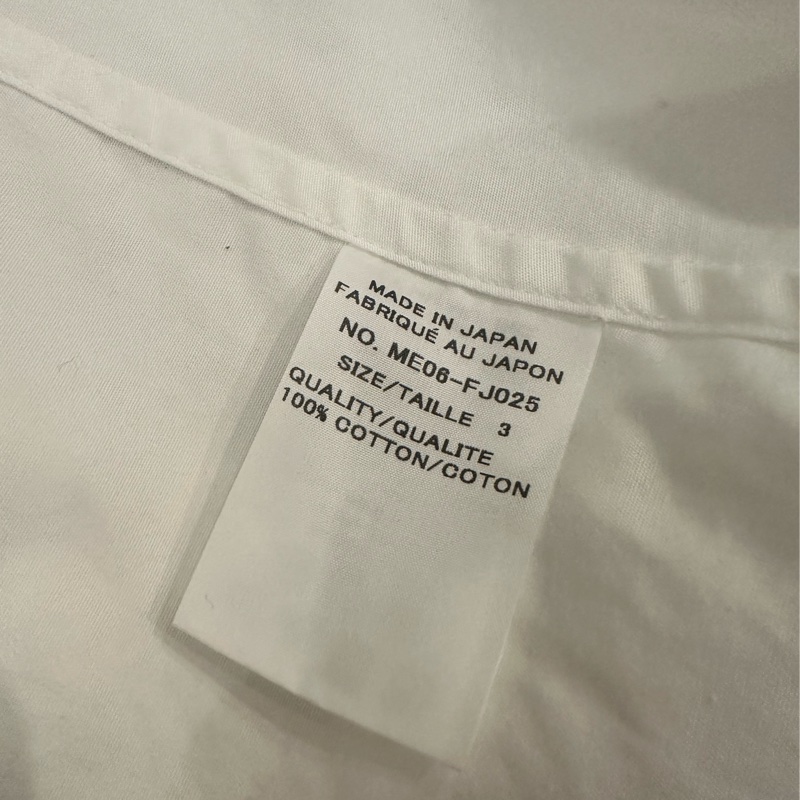 MADE IN JAPAN
FABRIQUÉ AU JAPON
NO. ME06-FJ025
SIZE/TAILLE 3
QUALITY/QUALITE
100% COTTON/COTON